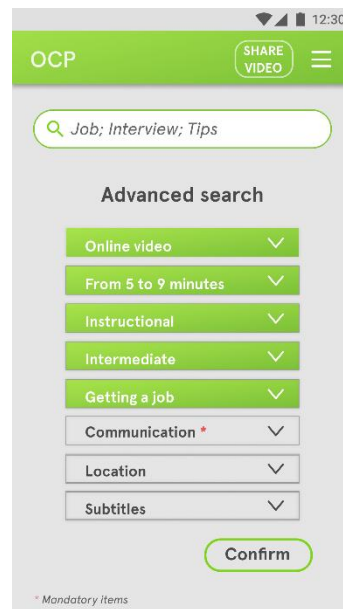 12:30
OCP
SHARE
VIDEO
Job; Interview; Tips
Advanced search
Online video
From 5 to 9 minutes
Instructional
Intermediate
Getting a job
Communication *
Location
Subtitles
Confirm
* Mandatory items